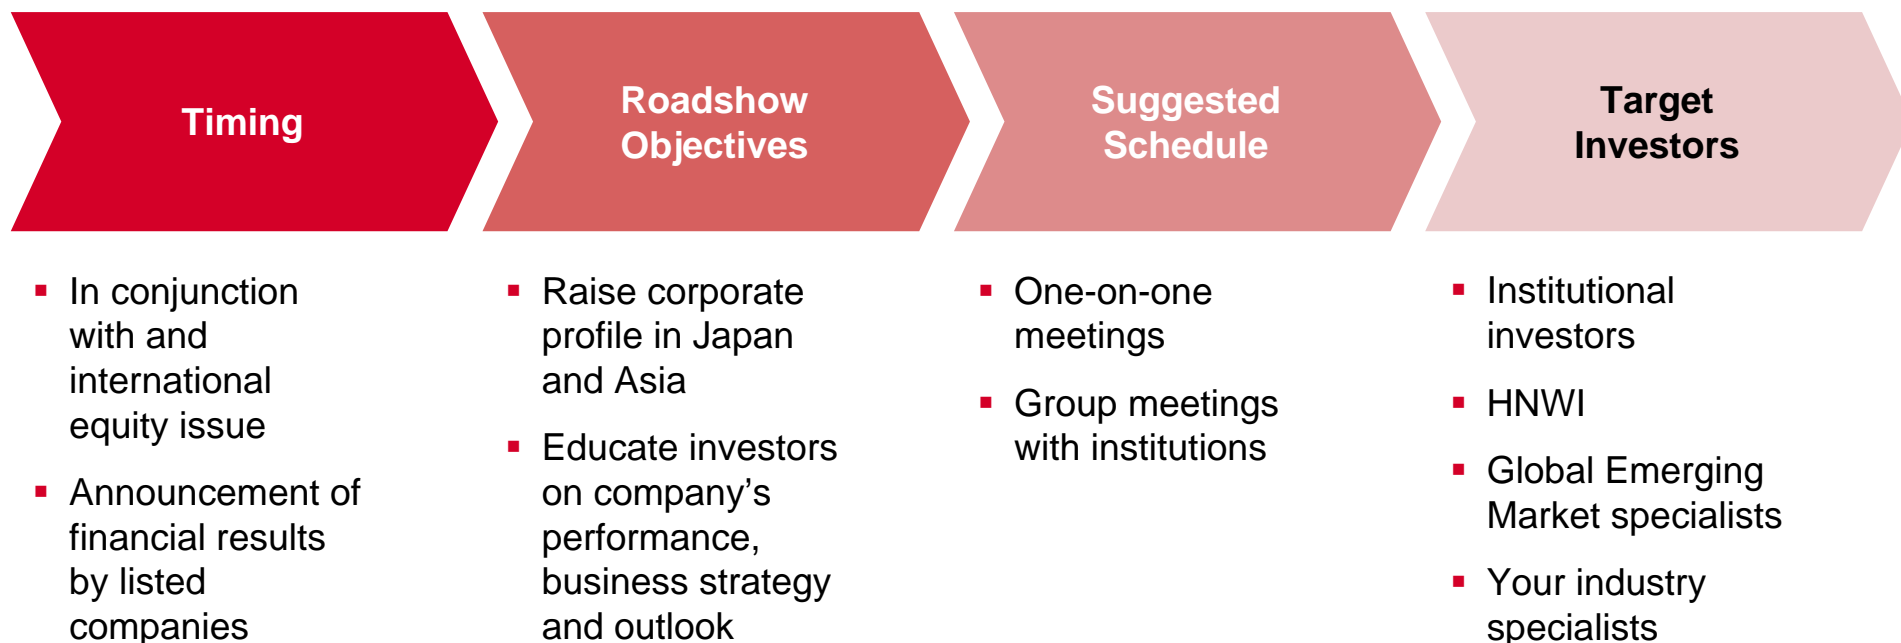 Timing
▪ In conjunction
with and
international
equity issue
▪ Announcement of
financial results
by listed
companies
Roadshow
Objectives
▪ Raise corporate
profile in Japan
and Asia
▪ Educate investors
on company’s
performance,
business strategy
and outlook
Suggested
Schedule
▪ One-on-one
meetings
▪ Group meetings
with institutions
Target
Investors
▪ Institutional
investors
▪ HNWI
▪ Global Emerging
Market specialists
▪ Your industry
specialists